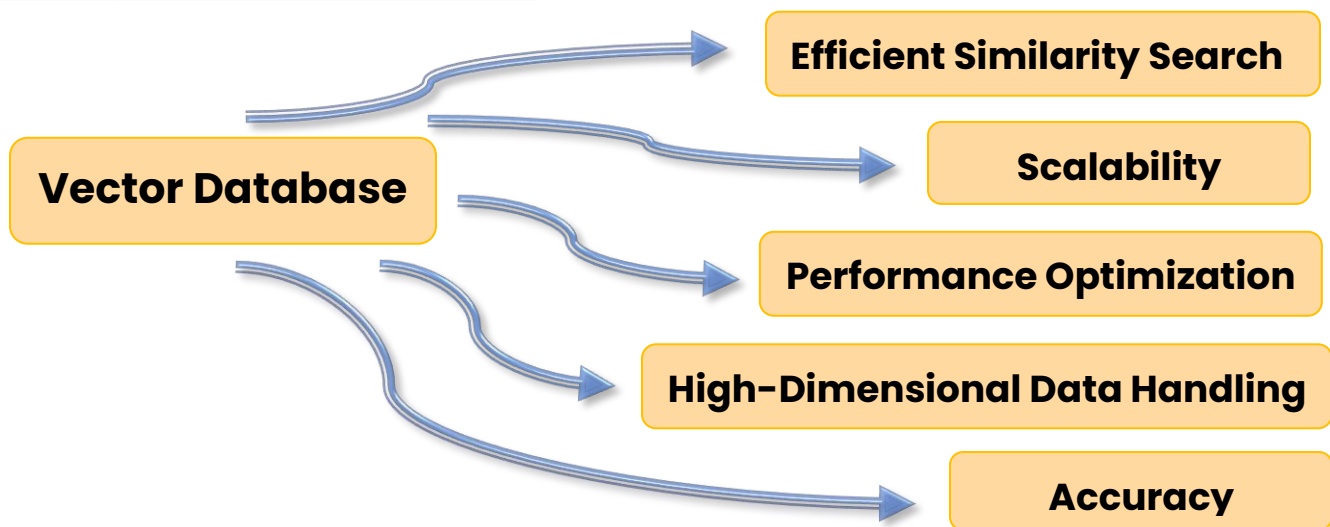 Efficient Similarity Search
Scalability
Vector Database
Performance Optimization
High-Dimensional Data Handling
Accuracy